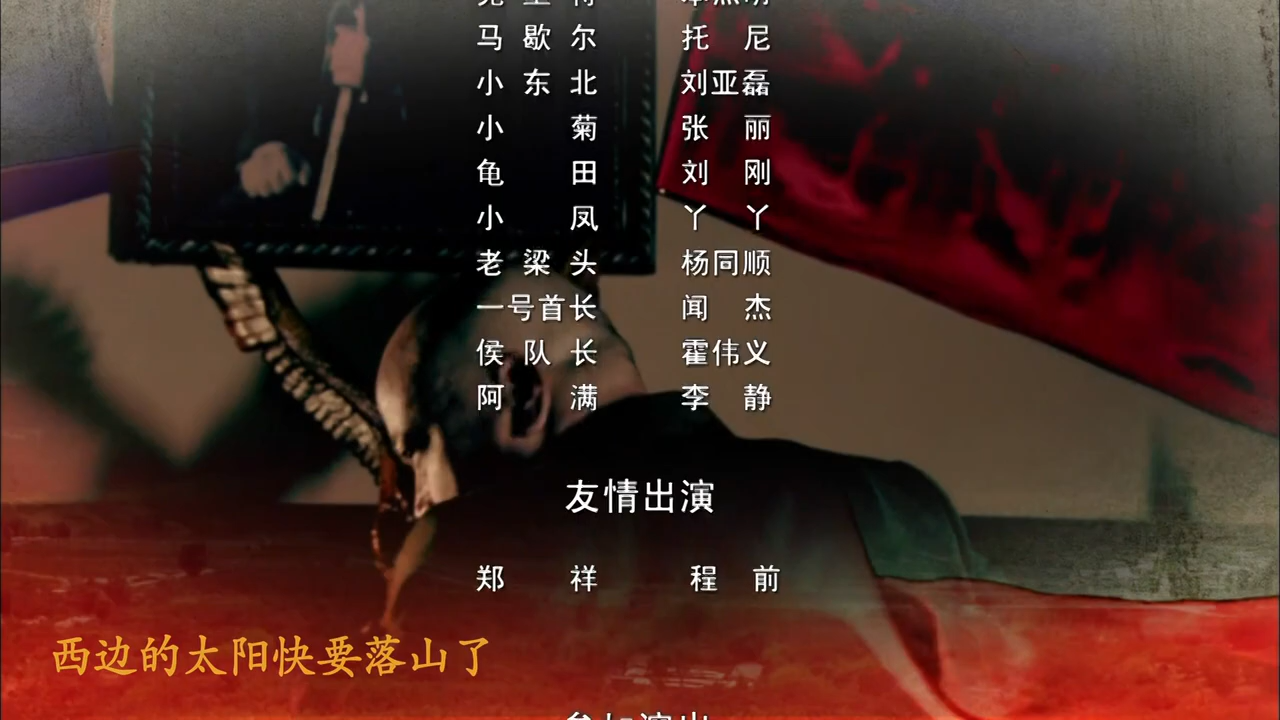 马歇尔 托尼
小东北 刘亚磊
小菊 张丽
龟田 刘刚
小凤 丫丫
老梁头 杨同顺
一号首长 闻杰
侯队长 霍伟义
阿满 李静
友情出演
郑祥 程前
西边的太阳快要落山了